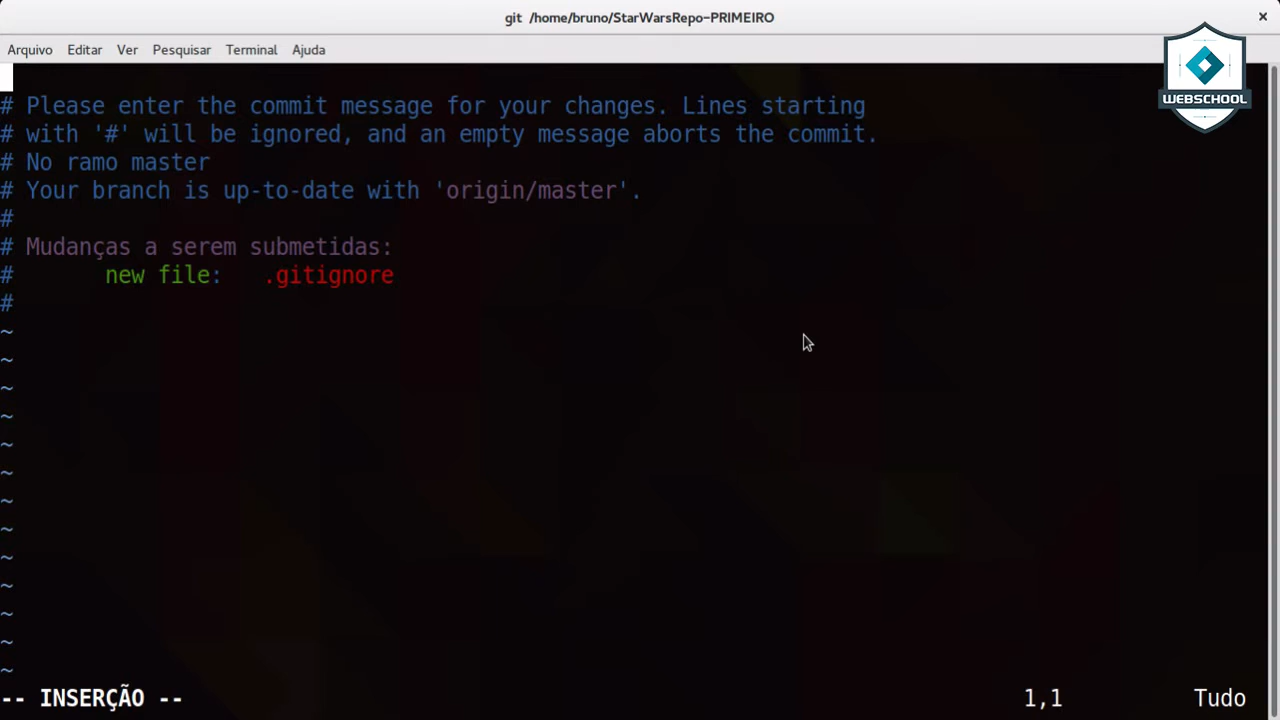 git /home/bruno/StarWarsRepo-PRIMEIRO
Arquivo Editar Ver Pesquisar Terminal Ajuda
WEBSCHOOL
# Please enter the commit message for your changes. Lines starting
# with '#' will be ignored, and an empty message aborts the commit.
# No ramo master
# Your branch is up-to-date with 'origin/master'.
#
# Mudanças a serem submetidas:
#       new file:   .gitignore
#
~
~
~
~
~
~
~
~
~
~
~
~
~
-- INSERÇÃO -- 1,1 Tudo